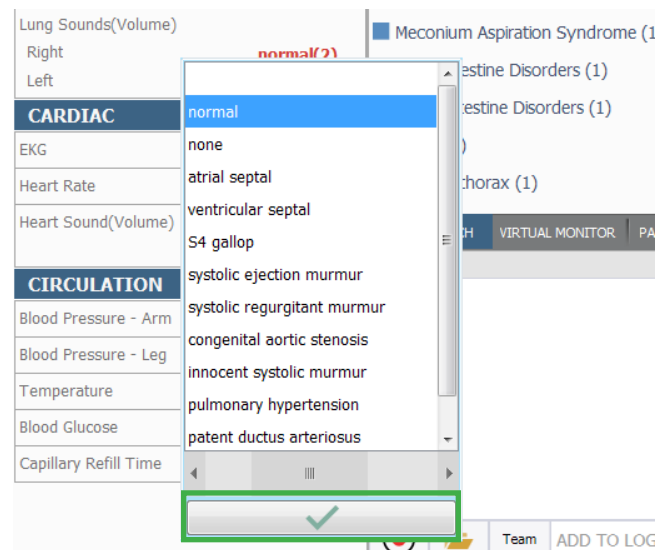 Lung Sounds(Volume)
Right
normal(2)
Left
CARDIAC
EKG
Heart Rate
Heart Sound(Volume)
CIRCULATION
Blood Pressure - Arm
Blood Pressure - Leg
Temperature
Blood Glucose
Capillary Refill Time
normal
none
atrial septal
ventricular septal
S4 gallop
systolic ejection murmur
systolic regurgitant murmur
congenital aortic stenosis
innocent systolic murmur
pulmonary hypertension
patent ductus arteriosus
Meconium Aspiration Syndrome (1
estine Disorders (1)
testine Disorders (1)
)
thorax (1)
CH VIRTUAL MONITOR PA
Team ADD TO LOG